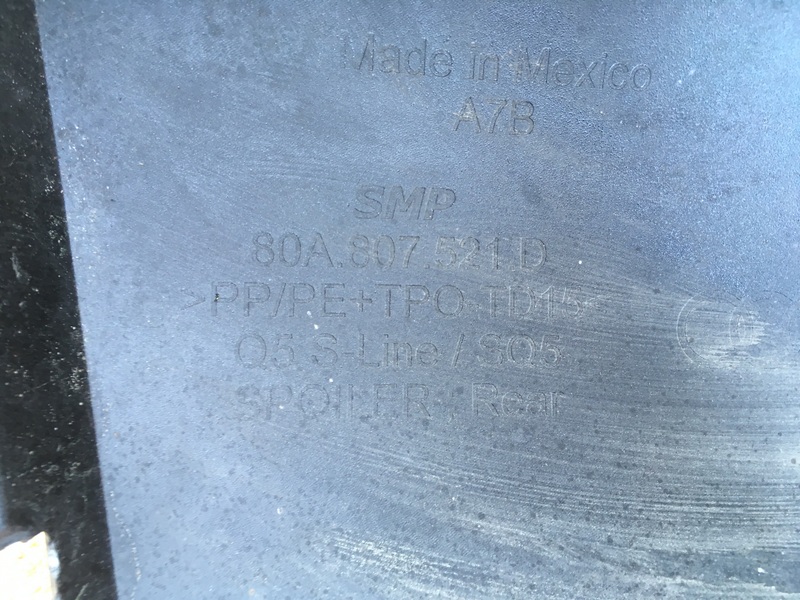 Made in Mexico
A7B
SMP
80A.807.521 D
>PP/PE+TPO-TD15
Q5 S-Line / SQ5
SPOILER , Rear